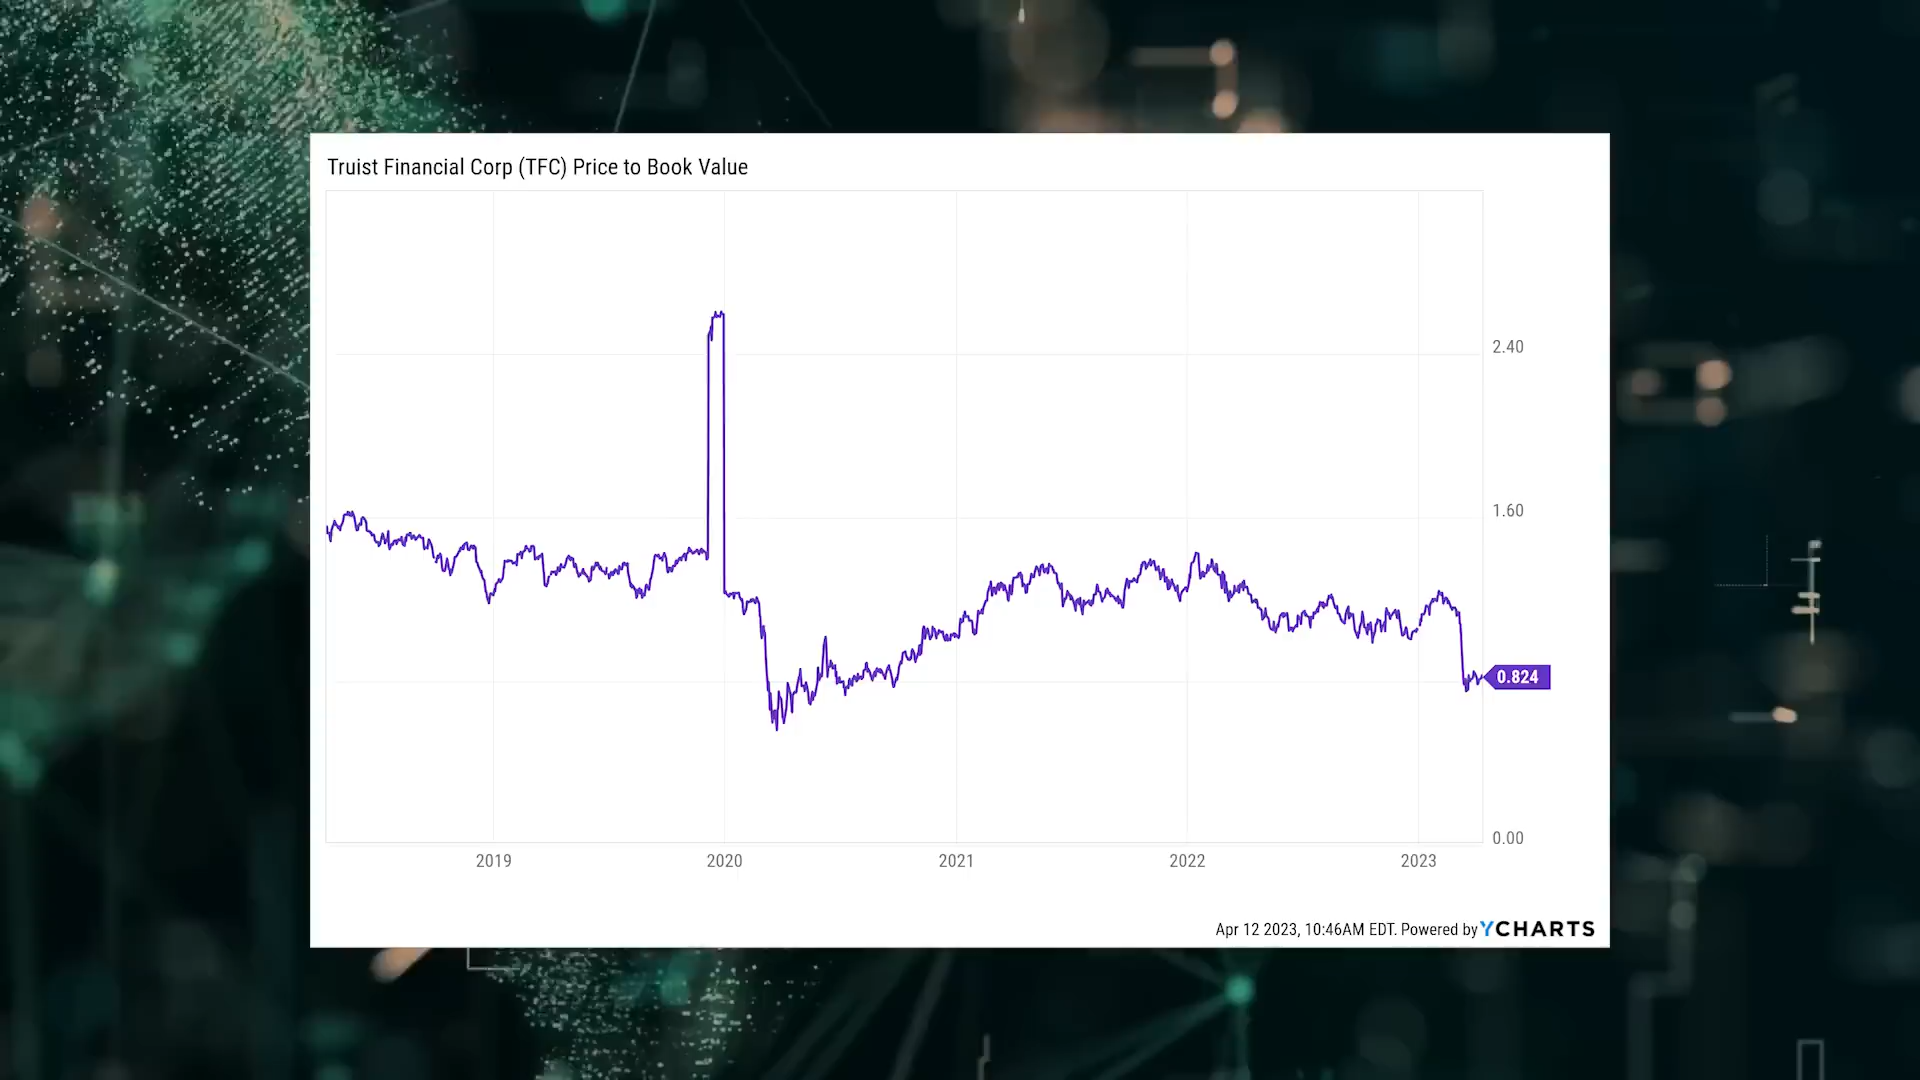 Truist Financial Corp (TFC) Price to Book Value
2.40
1.60
0.824
0.00
2019 2020 2021 2022 2023
Apr 12 2023, 10:46AM EDT. Powered by YCHARTS